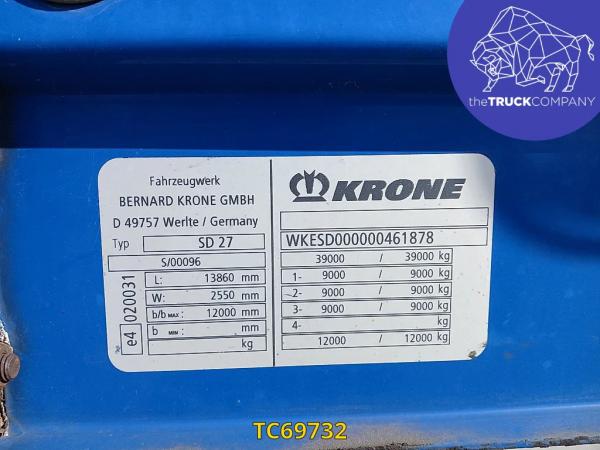 theTRUCKCOMPANY
Fahrzeugwerk
BERNARD KRONE GMBH
D 49757 Werlte / Germany
Typ SD 27
S/00096
e4 020031
L: 13860 mm
W: 2550 mm
b/b MAX: 12000 mm
b MIN: mm
kg
KRONE
WKESD000000461878
39000 / 39000 kg
1- 9000 / 9000 kg
2- 9000 / 9000 kg
3- 9000 / 9000 kg
4- / kg
12000 / 12000 kg
TC69732